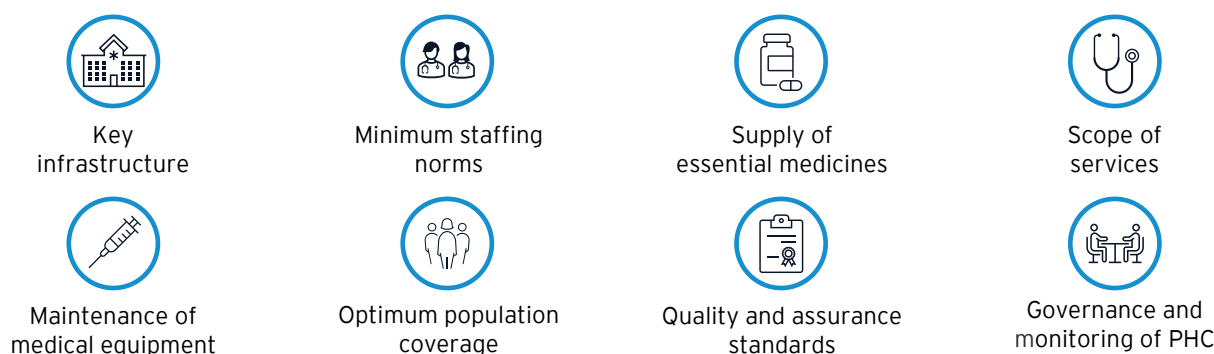 Key
infrastructure
Minimum staffing
norms
Supply of
essential medicines
Scope of
services
Maintenance of
medical equipment
Optimum population
coverage
Quality and assurance
standards
Governance and
monitoring of PHC